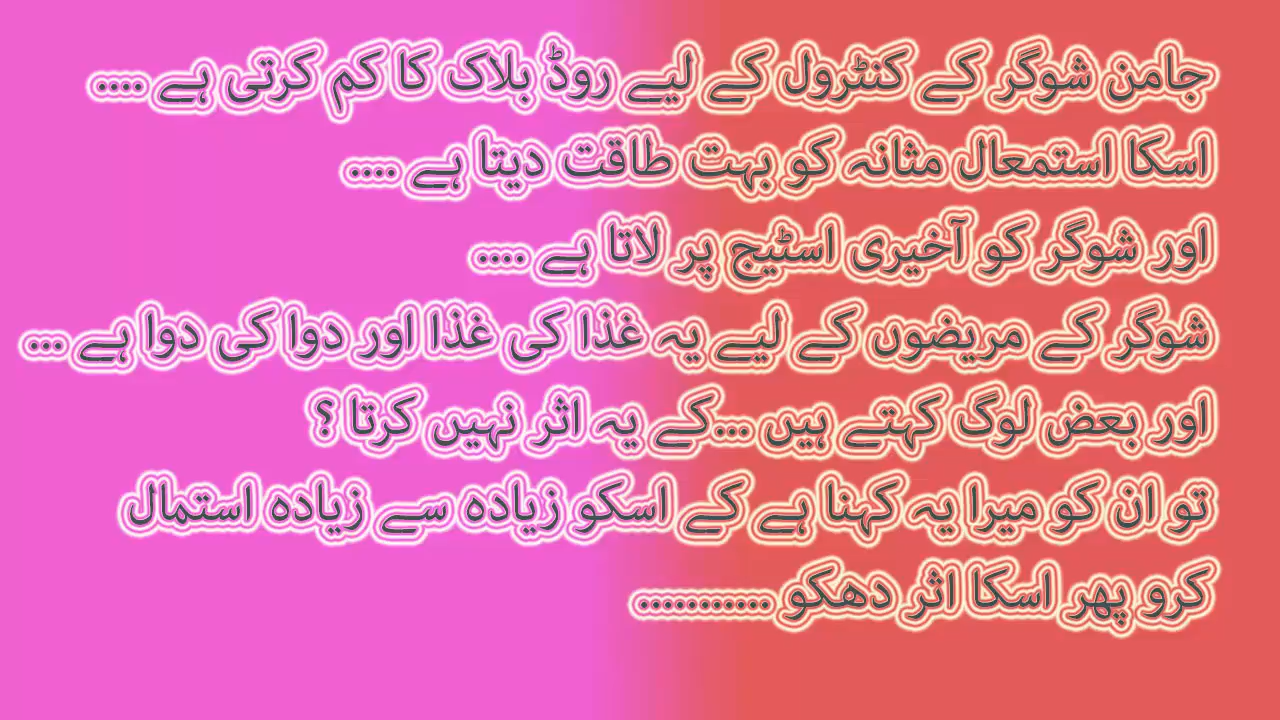 جامن شوگر کے کنٹرول کے لیے روڈ بلاک کا کم کرتی ہے ....
اسکا استمعال مثانہ کو بہت طاقت دیتا ہے ....
اور شوگر کو آخیری اسٹیج پر لاتا ہے ....
شوگر کے مریضوں کے لیے یہ غذا کی غذا اور دوا کی دوا ہے ...
اور بعض لوگ کہتے ہیں ...کے یہ اثر نہیں کرتا ؟
تو ان کو میرا یہ کہنا ہے کے اسکو زیادہ سے زیادہ استمال
کرو پھر اسکا اثر دھکو ...........